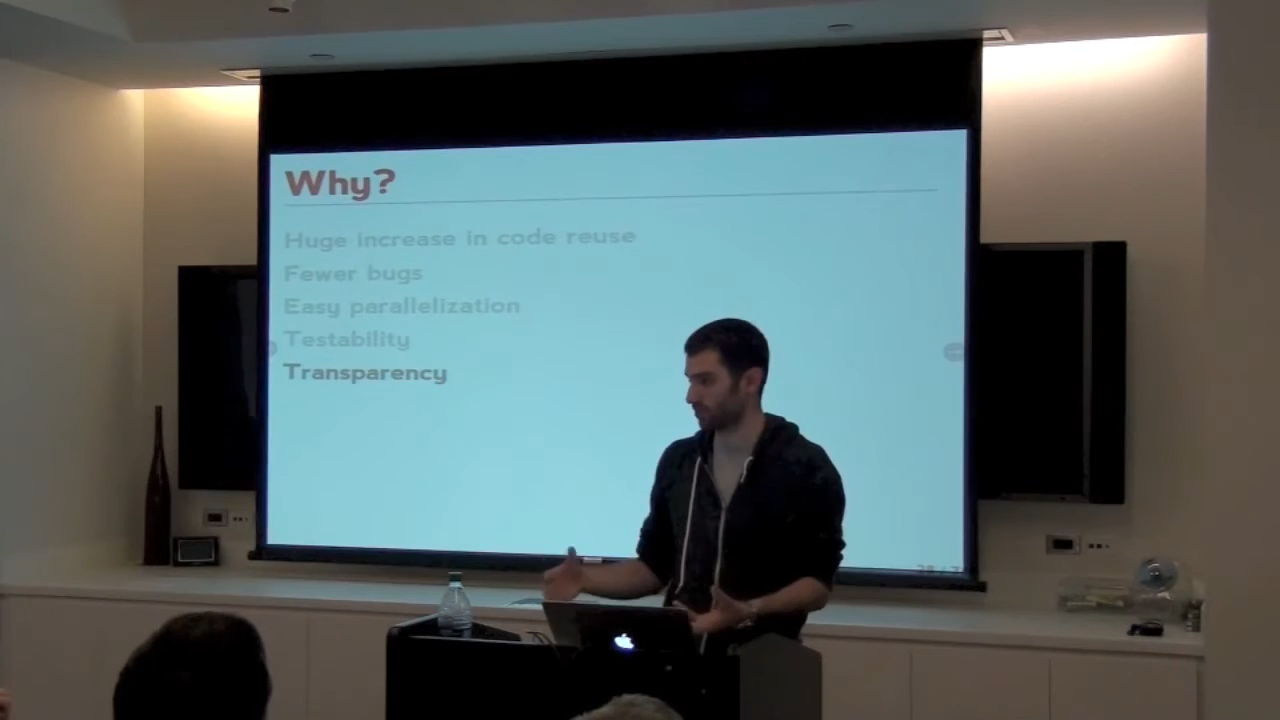 Why?
Huge increase in code reuse
Fewer bugs
Easy parallelization
Testability
Transparency